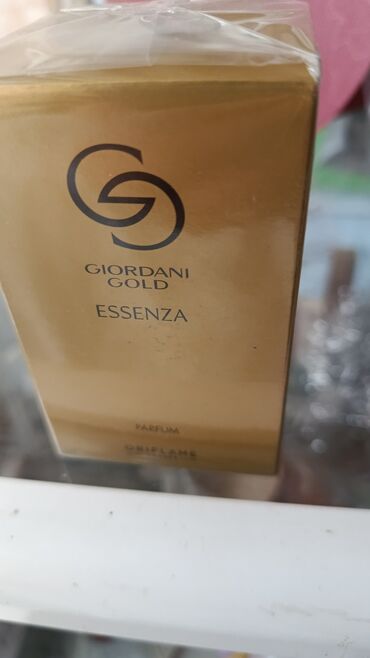 GIORDANI
GOLD
ESSENZA
PARFUM
ORIFLAME